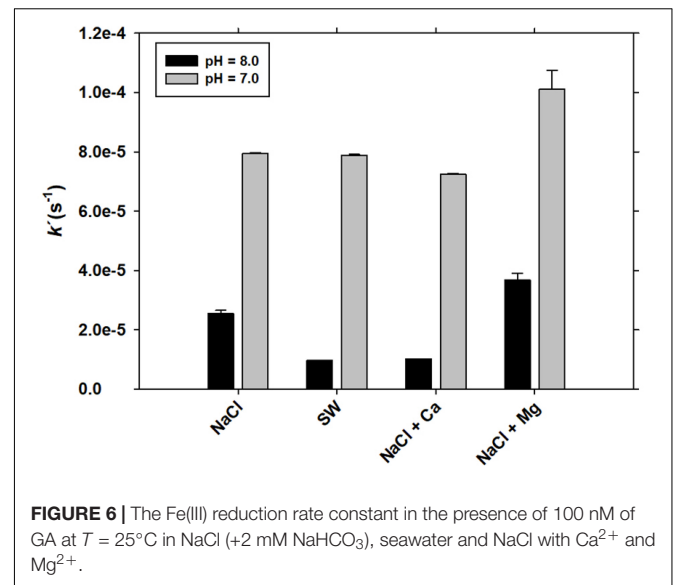 1.2e-4
1.0e-4
8.0e-5
6.0e-5
4.0e-5
2.0e-5
0.0
k´(s⁻¹)
pH = 8.0
pH = 7.0
NaCl
SW
NaCl + Ca
NaCl + Mg
FIGURE 6 | The Fe(III) reduction rate constant in the presence of 100 nM of
GA at T = 25°C in NaCl (+2 mM NaHCO₃), seawater and NaCl with Ca²⁺ and
Mg²⁺.